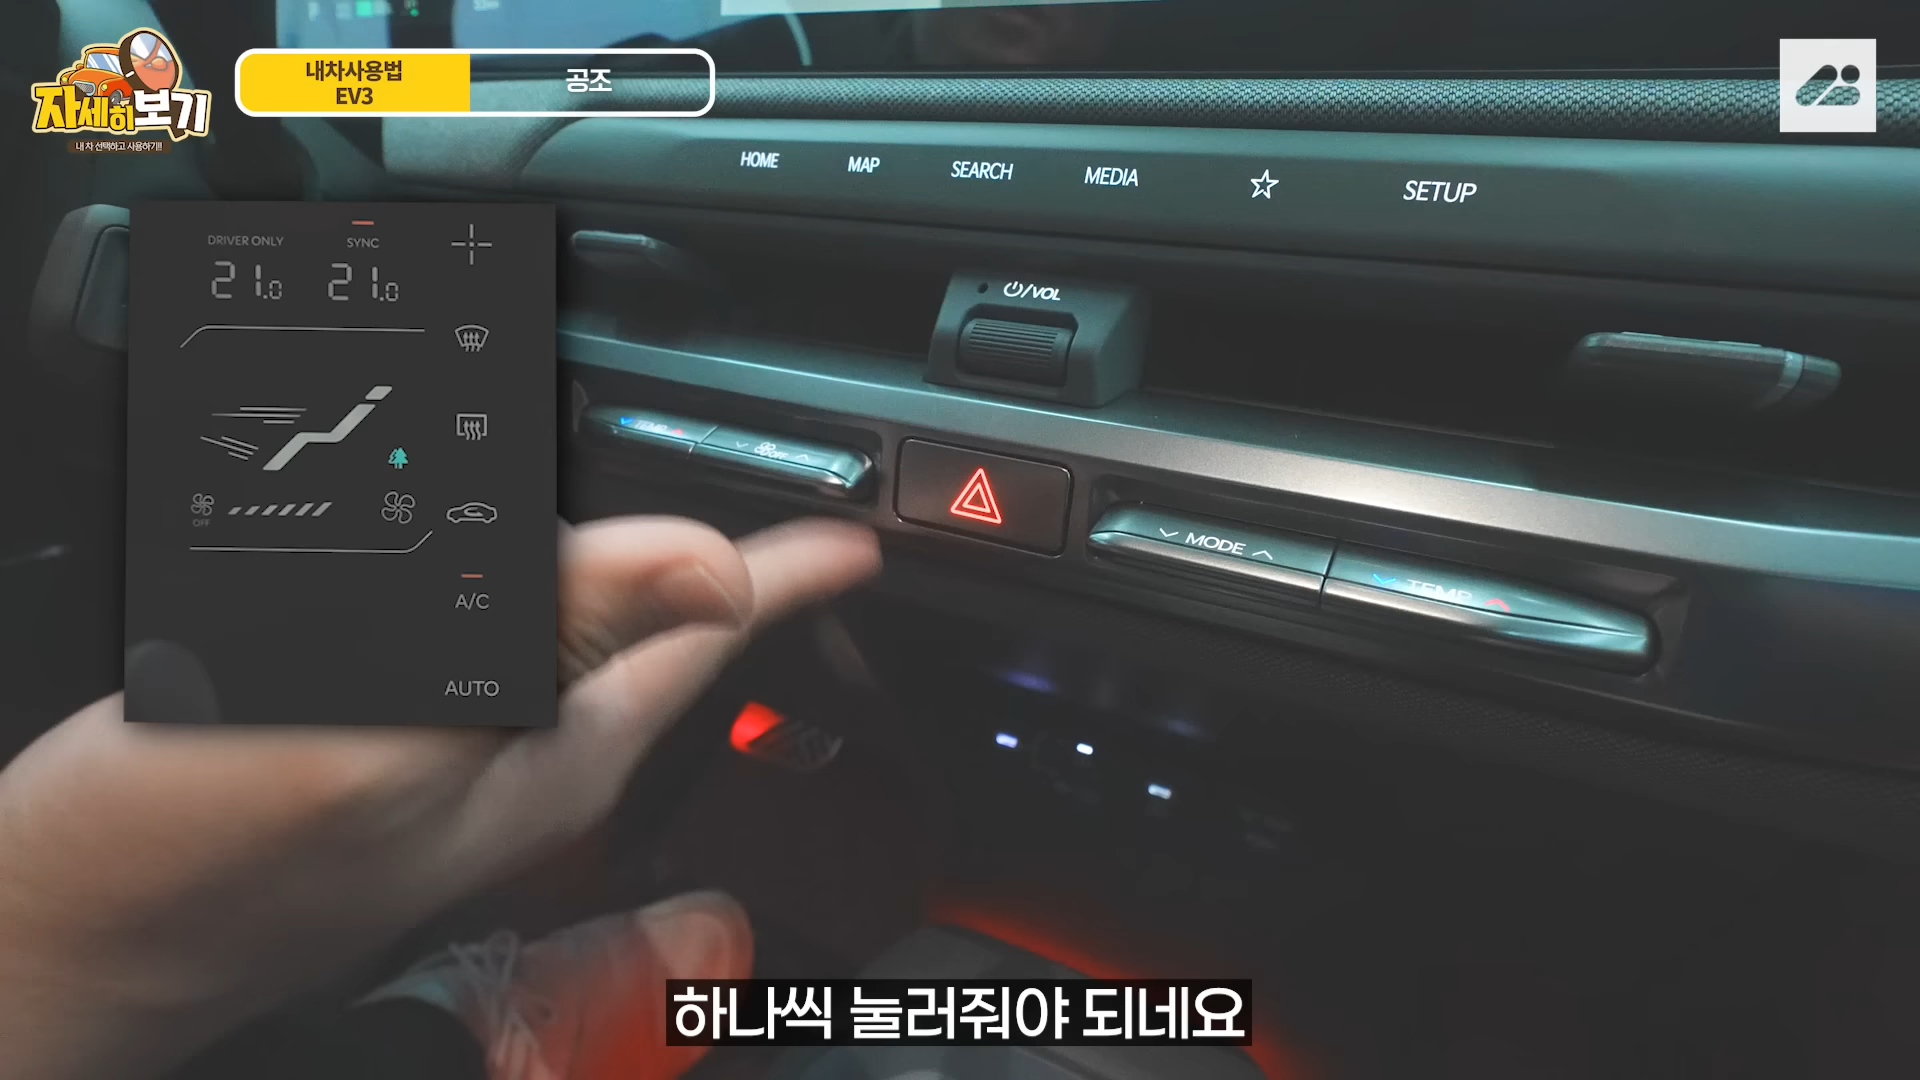 자세히보기
내 차 선택하고 사용하기!!
내차사용법
EV3
공조
HOME
MAP
SEARCH
MEDIA
SETUP
DRIVER ONLY
SYNC
21.0
21.0
OFF
A/C
AUTO
/VOL
TEMP
OFF
MODE
TEMP
하나씩 눌러줘야 되네요